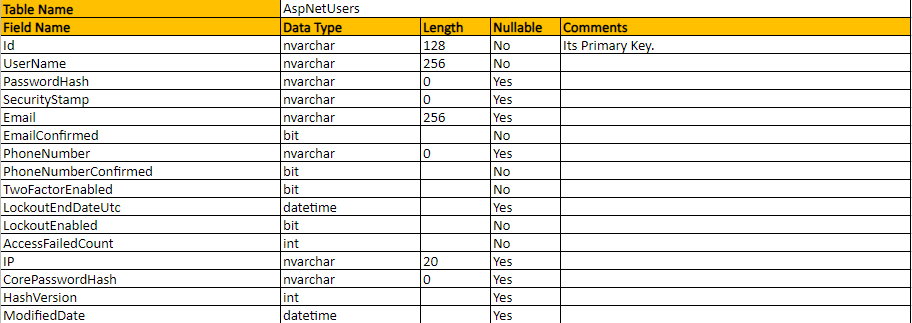 Table Name AspNetUsers
Field Name Data Type Length Nullable Comments
Id nvarchar 128 No Its Primary Key.
UserName nvarchar 256 No
PasswordHash nvarchar 0 Yes
SecurityStamp nvarchar 0 Yes
Email nvarchar 256 Yes
EmailConfirmed bit No
PhoneNumber nvarchar 0 Yes
PhoneNumberConfirmed bit No
TwoFactorEnabled bit No
LockoutEndDateUtc datetime Yes
LockoutEnabled bit No
AccessFailedCount int No
IP nvarchar 20 Yes
CorePasswordHash nvarchar 0 Yes
HashVersion int Yes
ModifiedDate datetime Yes